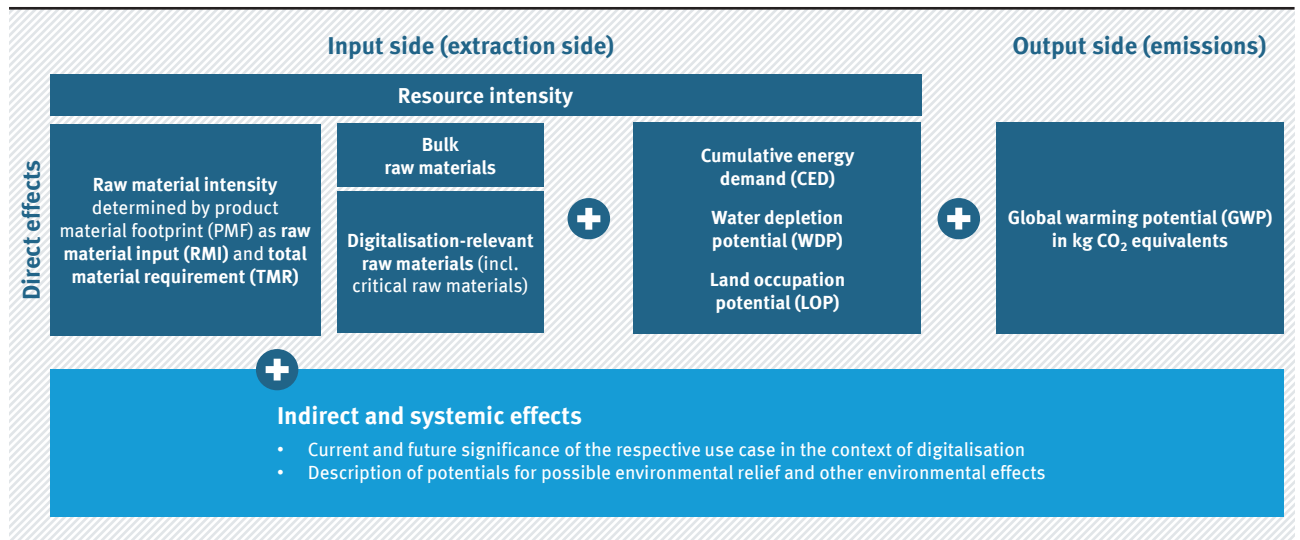 Input side (extraction side)
Output side (emissions)
Resource intensity
Direct effects
Raw material intensity
determined by product
material footprint (PMF) as raw
material input (RMI) and total
material requirement (TMR)
Bulk
raw materials
Digitalisation-relevant
raw materials (incl.
critical raw materials)
Cumulative energy
demand (CED)
Water depletion
potential (WDP)
Land occupation
potential (LOP)
Global warming potential (GWP)
in kg CO₂ equivalents
Indirect and systemic effects
• Current and future significance of the respective use case in the context of digitalisation
• Description of potentials for possible environmental relief and other environmental effects